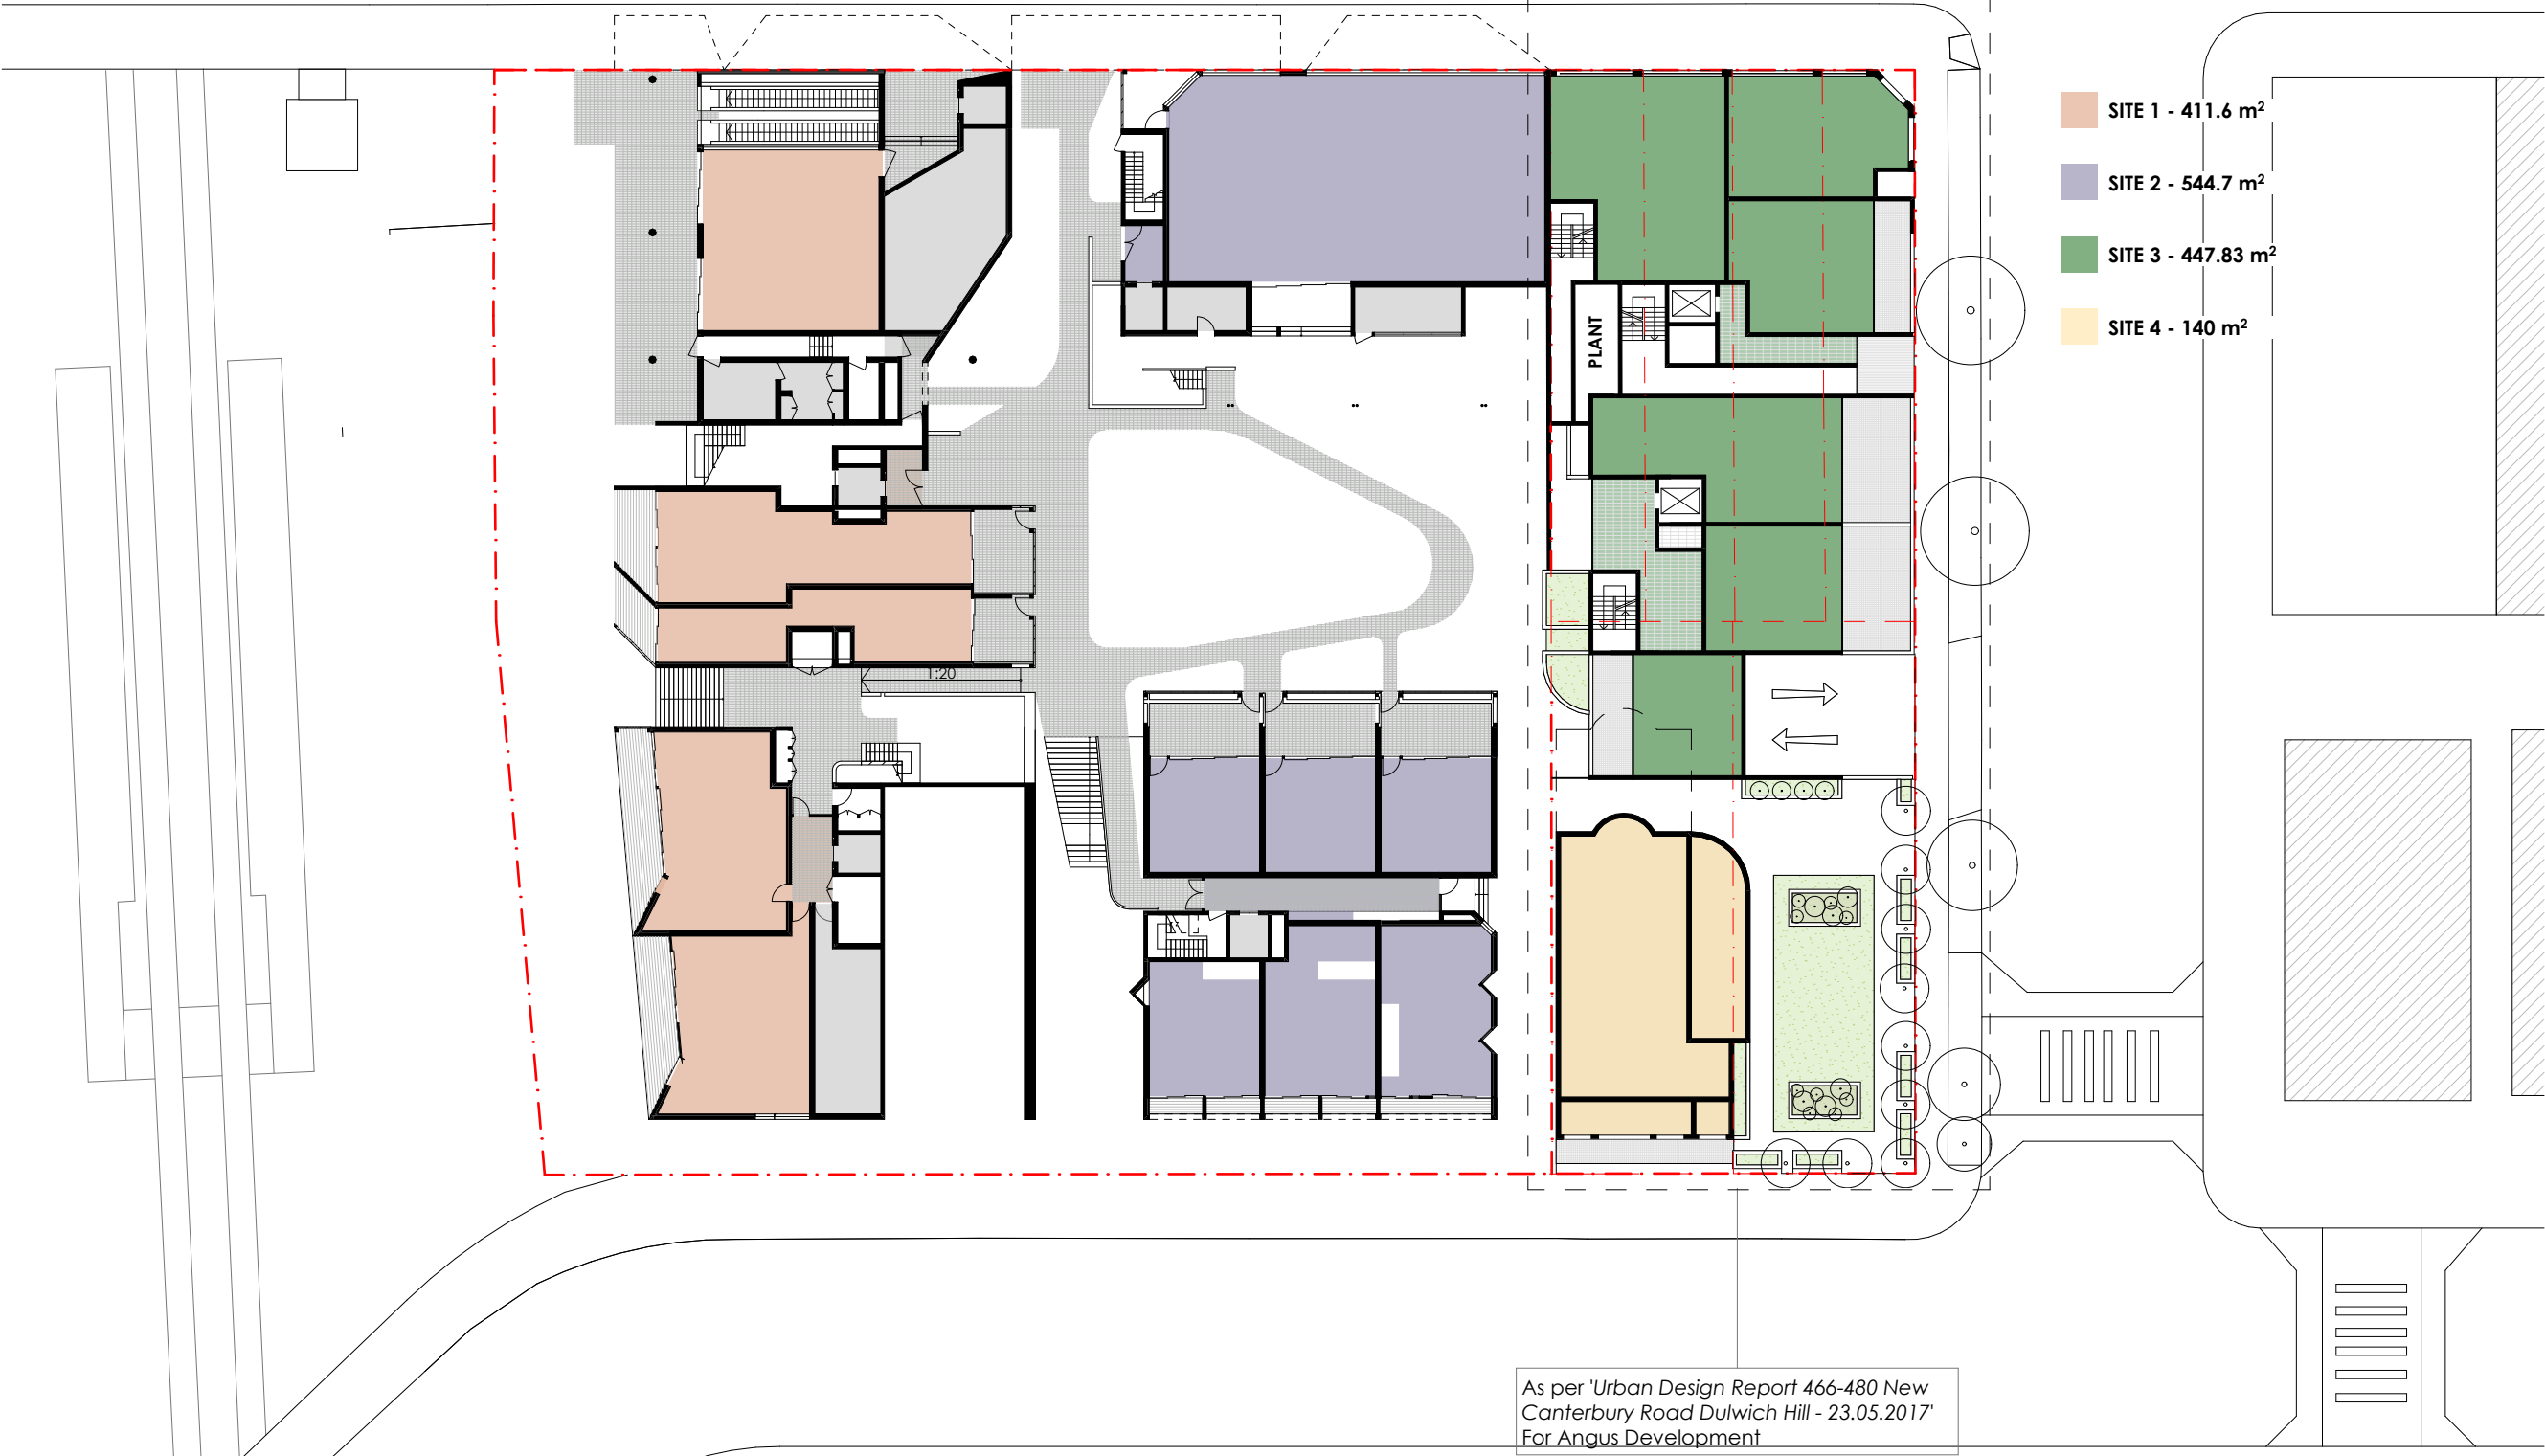 SITE 1 - 411.6 m²
SITE 2 - 544.7 m²
SITE 3 - 447.83 m²
SITE 4 - 140 m²
PLANT
1:20
As per 'Urban Design Report 466-480 New
Canterbury Road Dulwich Hill - 23.05.2017'
For Angus Development